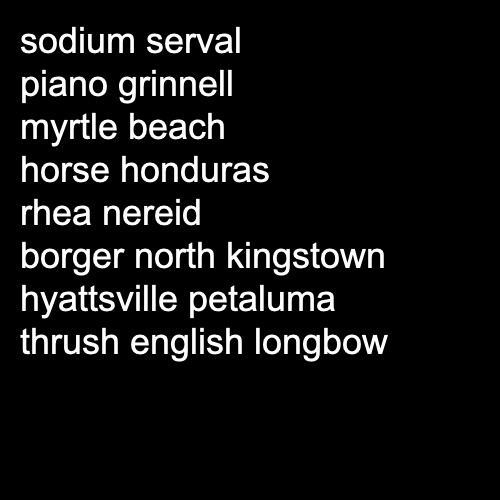 sodium serval
piano grinnell
myrtle beach
horse honduras
rhea nereid
borger north kingstown
hyattsville petaluma
thrush english longbow